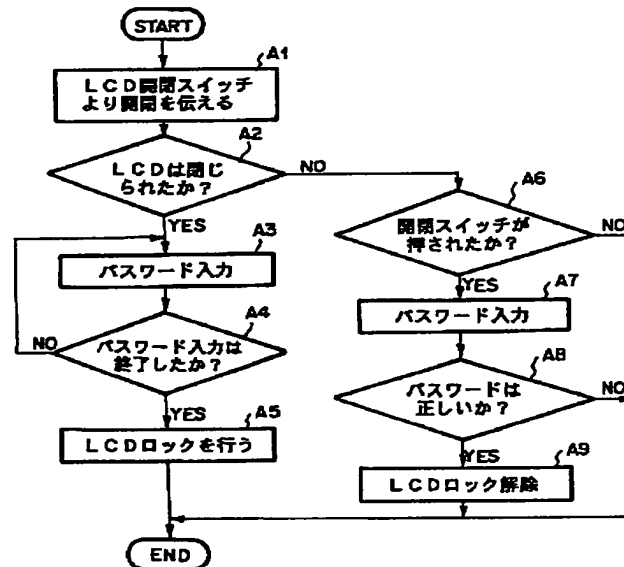 START
A1
LCD開閉スイッチ
より開閉を伝える
A2
LCDは閉じ
られたか？
NO
YES
A3
パスワード入力
A4
パスワード入力は
終了したか？
NO
YES
A5
LCDロックを行う
A6
開閉スイッチが
押されたか？
NO
YES
A7
パスワード入力
A8
パスワードは
正しいか？
NO
YES
A9
LCDロック解除
END